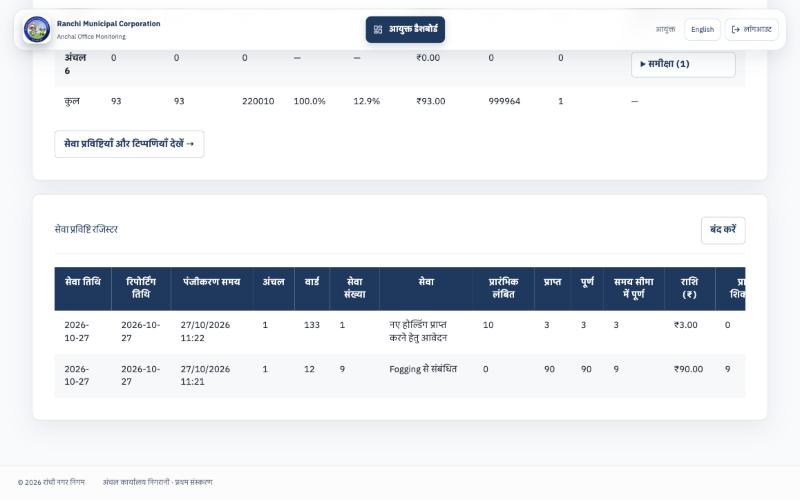 Ranchi Municipal Corporation
Anchal Office Monitoring
आयुक्त डैशबोर्ड
आयुक्त
English
लॉगआउट
अंचल 6 0 0 0 — — ₹0.00 0 0 ▶ समीक्षा (1)
कुल 93 93 220010 100.0% 12.9% ₹93.00 999964 1 —
सेवा प्रविष्टियाँ और टिप्पणियाँ देखें →
सेवा प्रविष्टि रजिस्टर
बंद करें
सेवा तिथि रिपोर्टिंग तिथि पंजीकरण समय अंचल वार्ड सेवा संख्या सेवा प्रारंभिक लंबित प्राप्त पूर्ण समय सीमा में पूर्ण राशि (₹)
2026-10-27 2026-10-27 27/10/2026 11:22 1 133 1 नए होल्डिंग प्राप्त करने हेतु आवेदन 10 3 3 3 ₹3.00 0
2026-10-27 2026-10-27 27/10/2026 11:21 1 12 9 Fogging से संबंधित 0 90 90 9 ₹90.00 9
© 2026 रांची नगर निगम अंचल कार्यालय निगरानी · प्रथम संस्करण